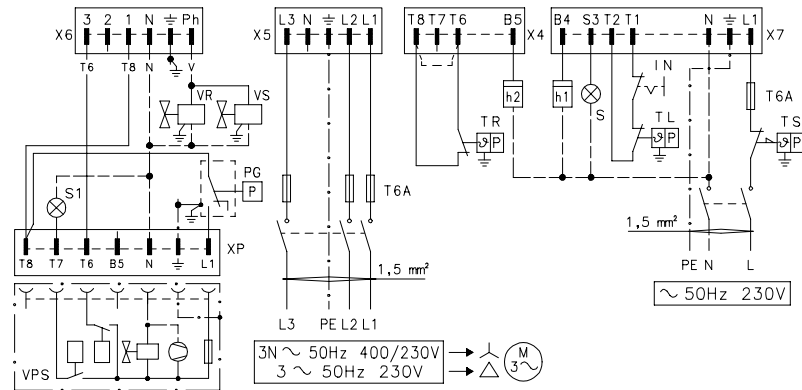 3 2 1 N Ph
X6
T6 T8 N V
VR VS
PG
P
S1
T8 T7 T6 B5 N L1
XP
VPS
L3 N L2 L1
X5
T6A
1,5 mm²
L3 PE L2 L1
3N ~ 50Hz 400/230V
3 ~ 50Hz 230V
M
3~
T8 T7 T6 B5
X4
h2
TR
ϑ P
B4 S3 T2 T1 N L1
X7
h1
S
IN
TL
ϑ P
T6A
TS
ϑ P
1,5 mm²
PE N L
~ 50Hz 230V